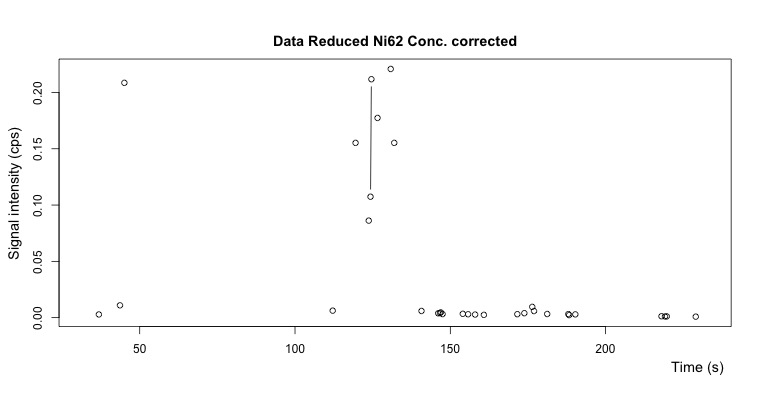 Data Reduced Ni62 Conc. corrected
Signal intensity (cps)
0.20
0.15
0.10
0.05
0.00
50 100 150 200
Time (s)